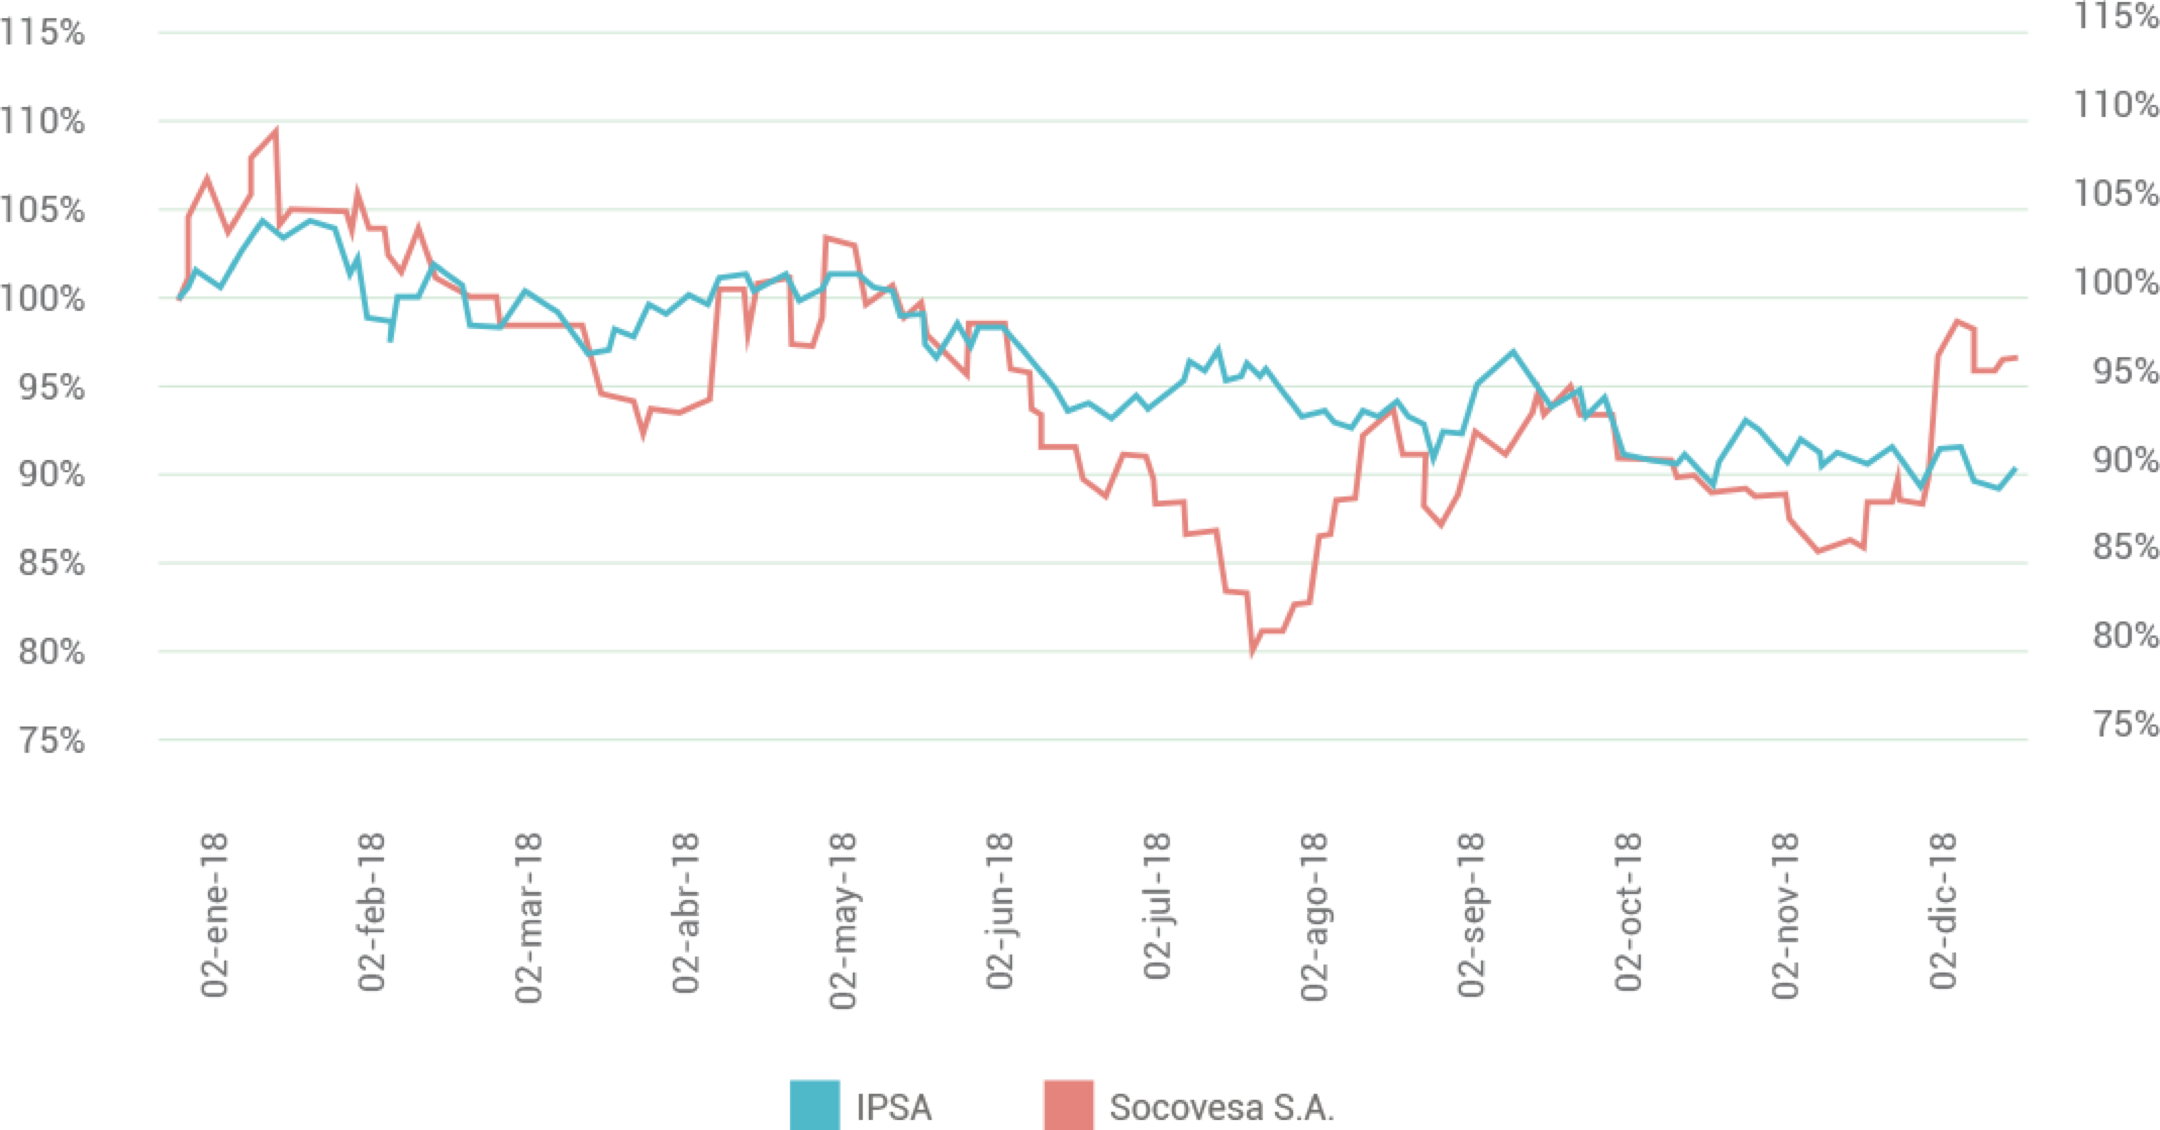 115% 115%
110% 110%
105% 105%
100% 100%
95% 95%
90% 90%
85% 85%
80% 80%
75% 75%
02-ene-18
02-feb-18
02-mar-18
02-abr-18
02-may-18
02-jun-18
02-jul-18
02-ago-18
02-sep-18
02-oct-18
02-nov-18
02-dic-18
IPSA Socovesa S.A.